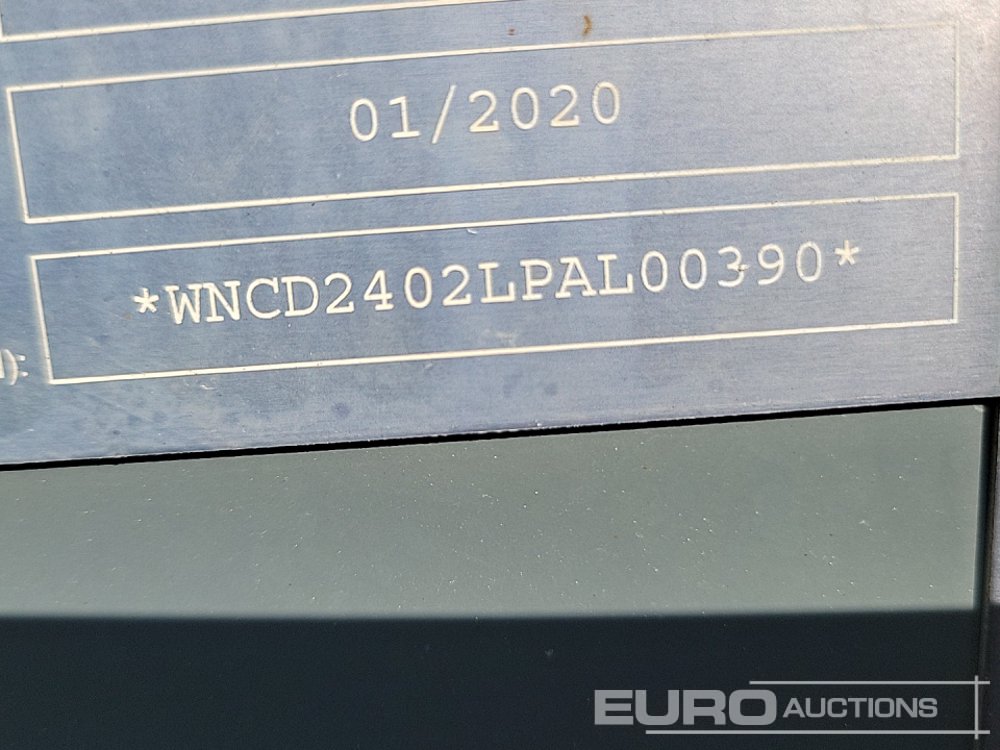 01/2020
*WNCD2402LPAL00390*
):
EURO AUCTIONS